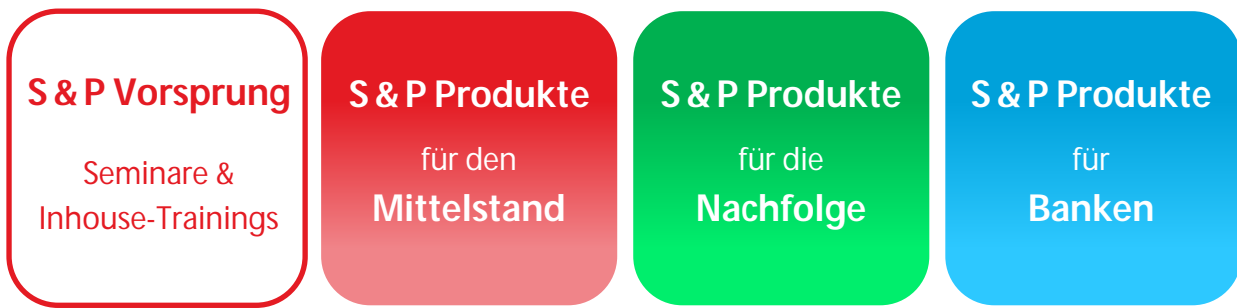 S & P Vorsprung
Seminare &
Inhouse-Trainings
S & P Produkte
für den
Mittelstand
S & P Produkte
für die
Nachfolge
S & P Produkte
für
Banken